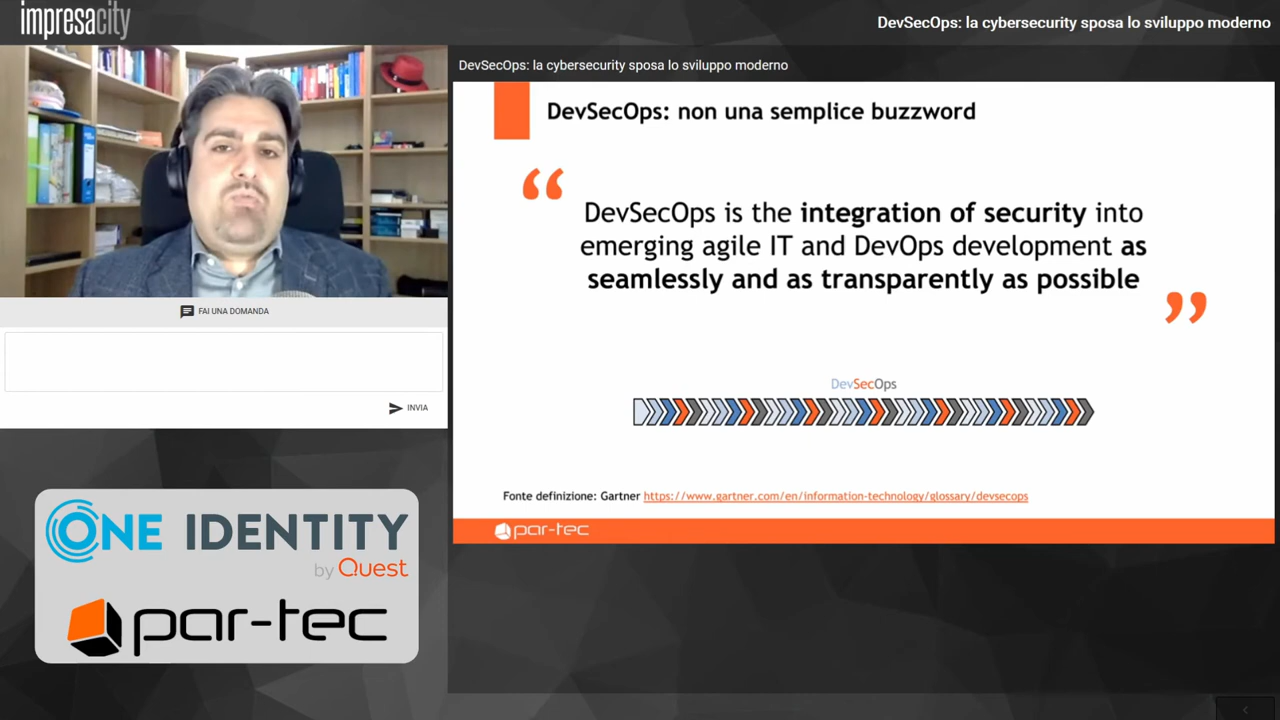 impresacity
DevSecOps: la cybersecurity sposa lo sviluppo moderno
DevSecOps: la cybersecurity sposa lo sviluppo moderno
DevSecOps: non una semplice buzzword
“
DevSecOps is the integration of security into
emerging agile IT and DevOps development as
seamlessly and as transparently as possible
”
FAI UNA DOMANDA
INVIA
DevSecOps
Fonte definizione: Gartner https://www.gartner.com/en/information-technology/glossary/devsecops
par-tec
ONE IDENTITY
by Quest
par-tec